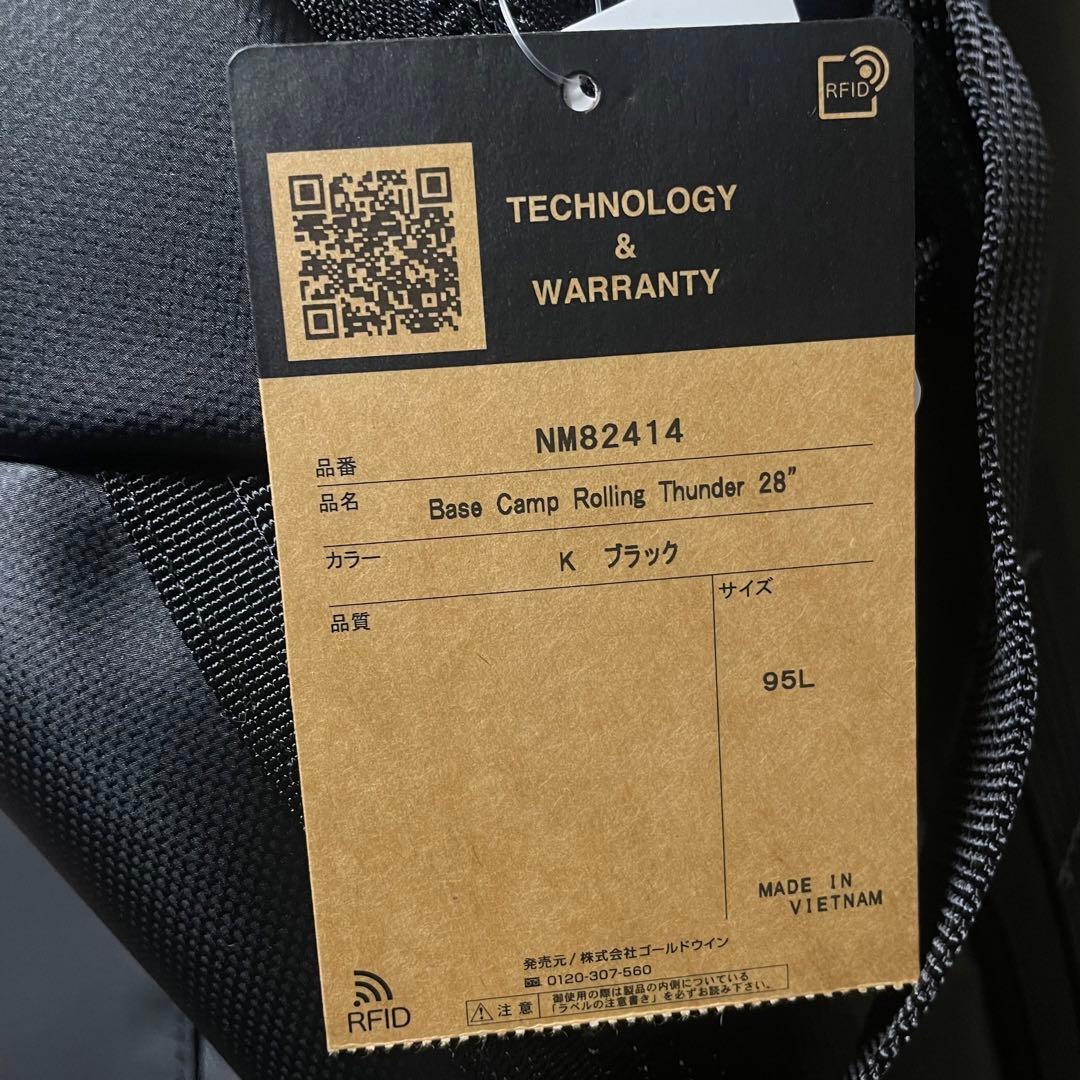 RFID
TECHNOLOGY
&
WARRANTY
品番 NM82414
品名 Base Camp Rolling Thunder 28″
カラー K ブラック
品質
サイズ
95L
MADE IN
VIETNAM
発売元/株式会社ゴールドウイン
0120-307-560
注意
御使用の際は製品の内側についている
「ラベルの注意書き」を必ずお読み下さい。
RFID